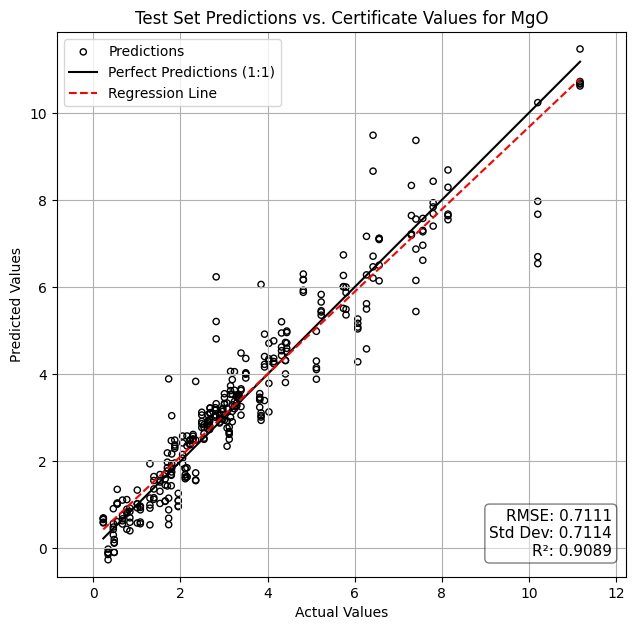 Test Set Predictions vs. Certificate Values for MgO
Predictions
Perfect Predictions (1:1)
Regression Line
10
8
6
4
2
0
Predicted Values
RMSE: 0.7111
Std Dev: 0.7114
R²: 0.9089
0 2 4 6 8 10 12
Actual Values